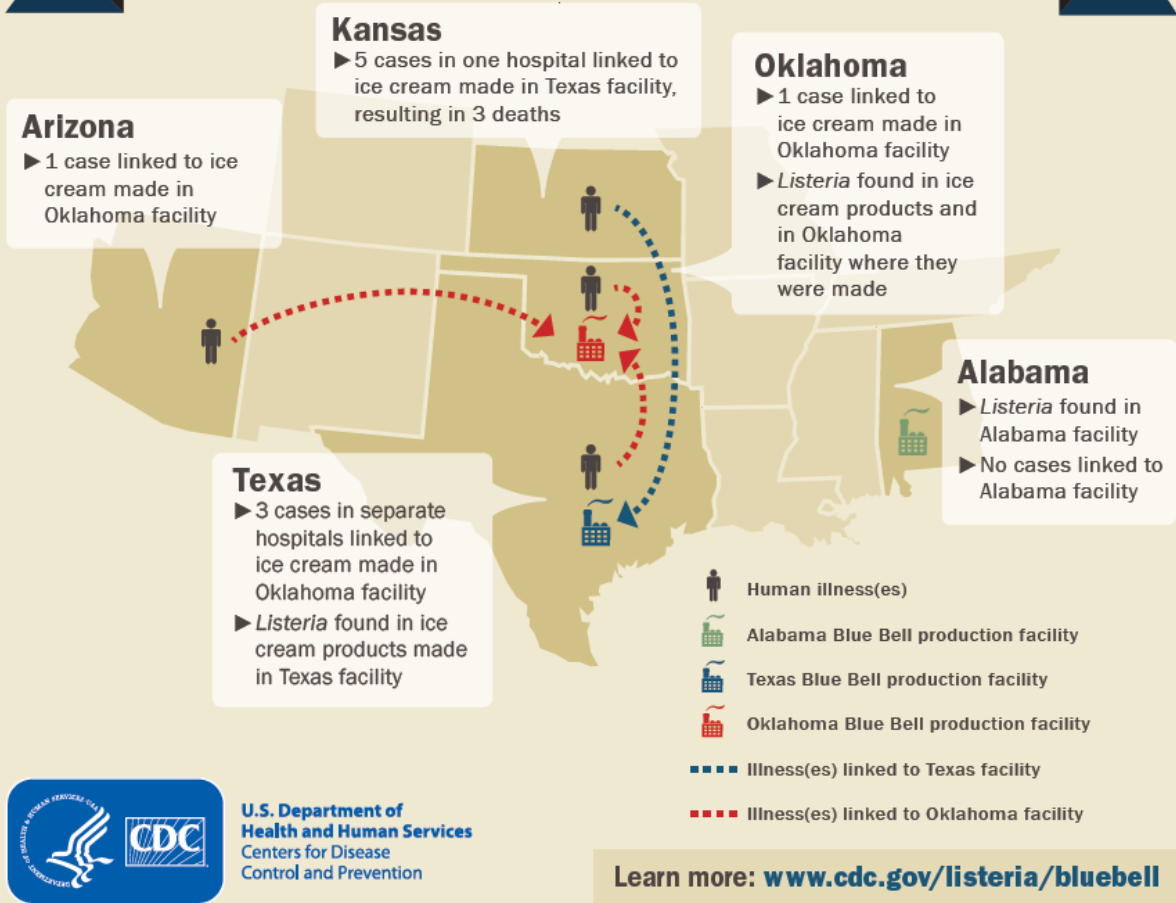 Kansas
▶ 5 cases in one hospital linked to
ice cream made in Texas facility,
resulting in 3 deaths
Oklahoma
▶ 1 case linked to
ice cream made in
Oklahoma facility
▶ Listeria found in ice
cream products and
in Oklahoma
facility where they
were made
Arizona
▶ 1 case linked to ice
cream made in
Oklahoma facility
Alabama
▶ Listeria found in
Alabama facility
▶ No cases linked to
Alabama facility
Texas
▶ 3 cases in separate
hospitals linked to
ice cream made in
Oklahoma facility
▶ Listeria found in ice
cream products made
in Texas facility
Human illness(es)
Alabama Blue Bell production facility
Texas Blue Bell production facility
Oklahoma Blue Bell production facility
Illness(es) linked to Texas facility
Illness(es) linked to Oklahoma facility
DEPARTMENT OF HEALTH & HUMAN SERVICES · USA
CDC
U.S. Department of
Health and Human Services
Centers for Disease
Control and Prevention
Learn more: www.cdc.gov/listeria/bluebell